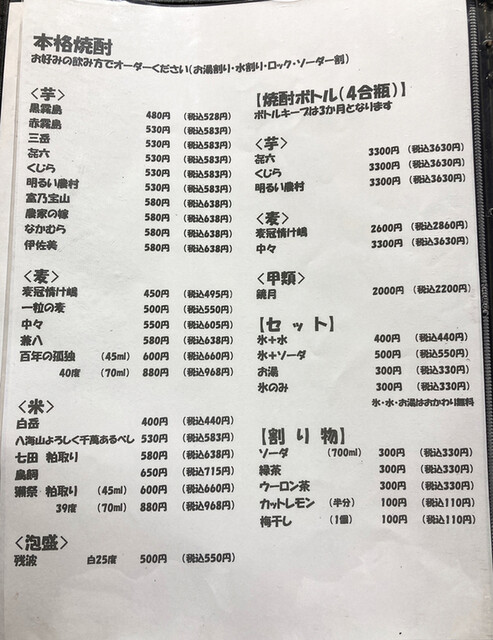 本格焼酎
お好みの飲み方でオーダーください(お湯割り・水割り・ロック・ソーダー割)
<芋>
黒霧島 480円 (税込528円)
赤霧島 530円 (税込583円)
三岳 530円 (税込583円)
㐂六 530円 (税込583円)
くじら 530円 (税込583円)
明るい農村 530円 (税込583円)
富乃宝山 580円 (税込638円)
農家の嫁 580円 (税込638円)
なかむら 580円 (税込638円)
伊佐美 580円 (税込638円)
<麦>
麦冠情け嶋 450円 (税込495円)
一粒の麦 500円 (税込550円)
中々 550円 (税込605円)
兼八 580円 (税込638円)
百年の孤独 (45ml) 600円 (税込660円)
40度 (70ml) 880円 (税込968円)
<米>
白岳 400円 (税込440円)
八海山よろしく千萬あるべし 530円 (税込583円)
七田 粕取り 580円 (税込638円)
鳥飼 650円 (税込715円)
獺祭 粕取り (45ml) 600円 (税込660円)
39度 (70ml) 880円 (税込968円)
<泡盛>
残波 白25度 500円 (税込550円)
【焼酎ボトル(4合瓶)】
ボトルキープは3か月となります
<芋>
㐂六 3300円 (税込3630円)
くじら 3300円 (税込3630円)
明るい農村 3300円 (税込3630円)
<麦>
麦冠情け嶋 2600円 (税込2860円)
中々 3300円 (税込3630円)
<甲類>
鏡月 2000円 (税込2200円)
【セット】
氷+水 400円 (税込440円)
氷+ソーダ 500円 (税込550円)
お湯 300円 (税込330円)
氷のみ 300円 (税込330円)
氷・水・お湯はおかわり無料
【割り物】
ソーダ (700ml) 300円 (税込330円)
緑茶 300円 (税込330円)
ウーロン茶 300円 (税込330円)
カットレモン (半分) 100円 (税込110円)
梅干し (1個) 100円 (税込110円)